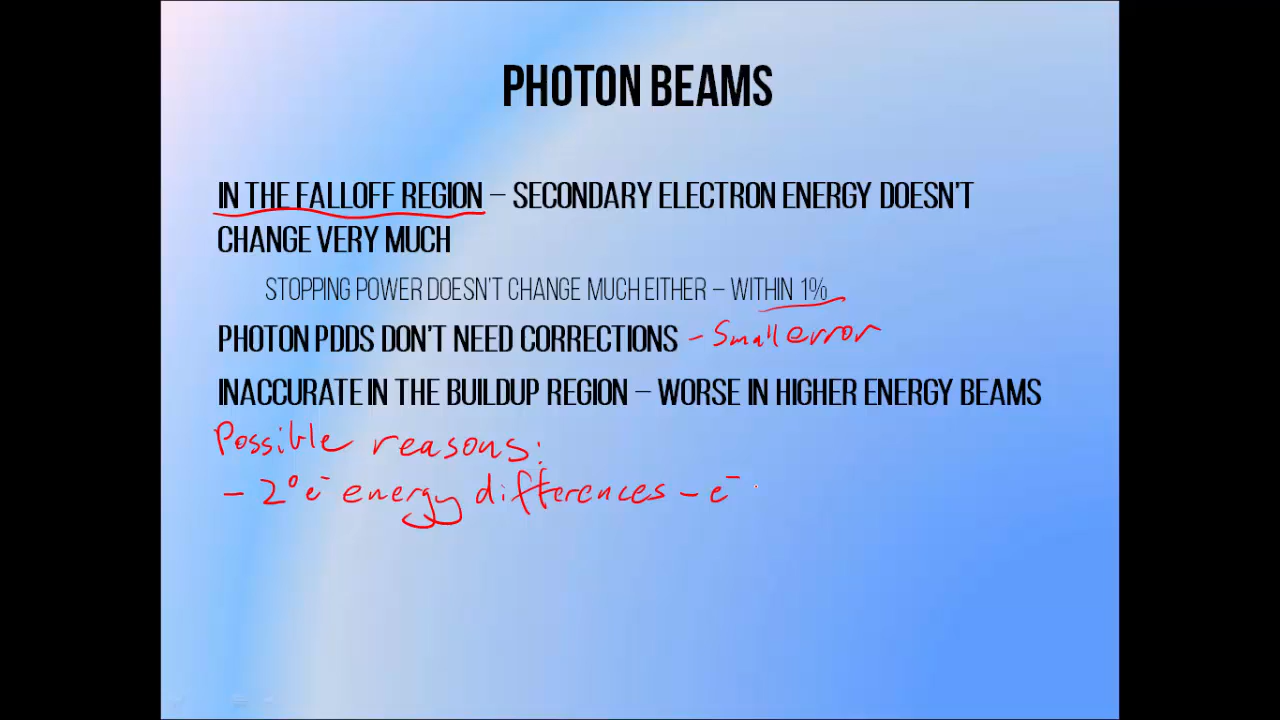 PHOTON BEAMS
IN THE FALLOFF REGION – SECONDARY ELECTRON ENERGY DOESN'T
CHANGE VERY MUCH
STOPPING POWER DOESN'T CHANGE MUCH EITHER – WITHIN 1%
PHOTON PDDS DON'T NEED CORRECTIONS - Small error
INACCURATE IN THE BUILDUP REGION – WORSE IN HIGHER ENERGY BEAMS
Possible reasons:
- 2° e⁻ energy differences - e⁻